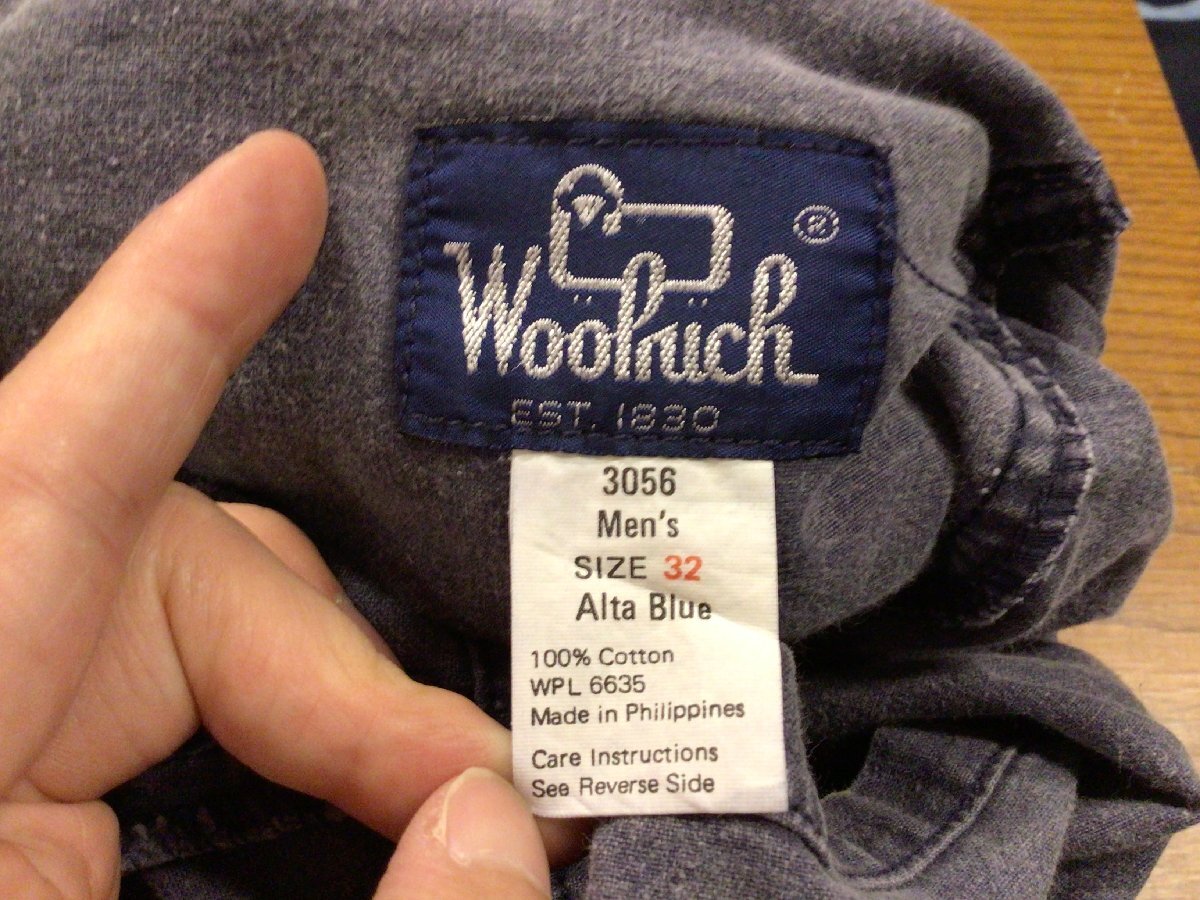 Woolrich
®
EST. 1830
3056
Men's
SIZE 32
Alta Blue
100% Cotton
WPL 6635
Made in Philippines
Care Instructions
See Reverse Side